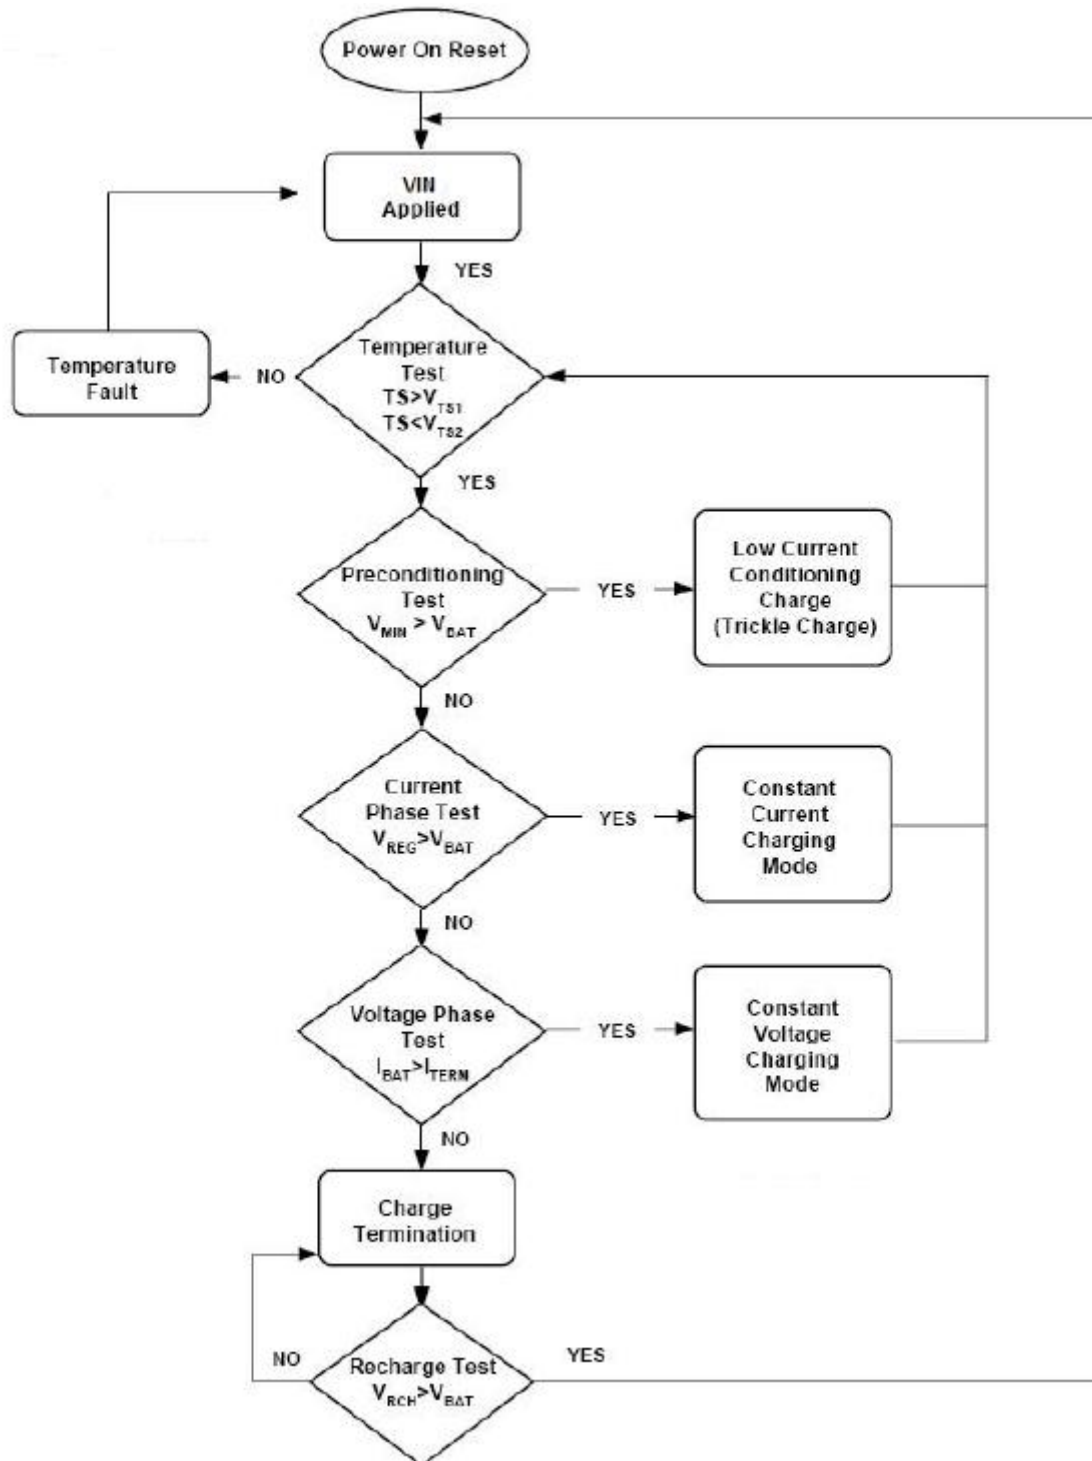 Power On Reset
VIN
Applied
YES
Temperature
Test
TS>VTS1
TS<VTS2
NO
Temperature
Fault
YES
Preconditioning
Test
VMIN > VBAT
YES
Low Current
Conditioning
Charge
(Trickle Charge)
NO
Current
Phase Test
VREG>VBAT
YES
Constant
Current
Charging
Mode
NO
Voltage Phase
Test
IBAT>ITERN
YES
Constant
Voltage
Charging
Mode
NO
Charge
Termination
NO
Recharge Test
VRCH>VBAT
YES